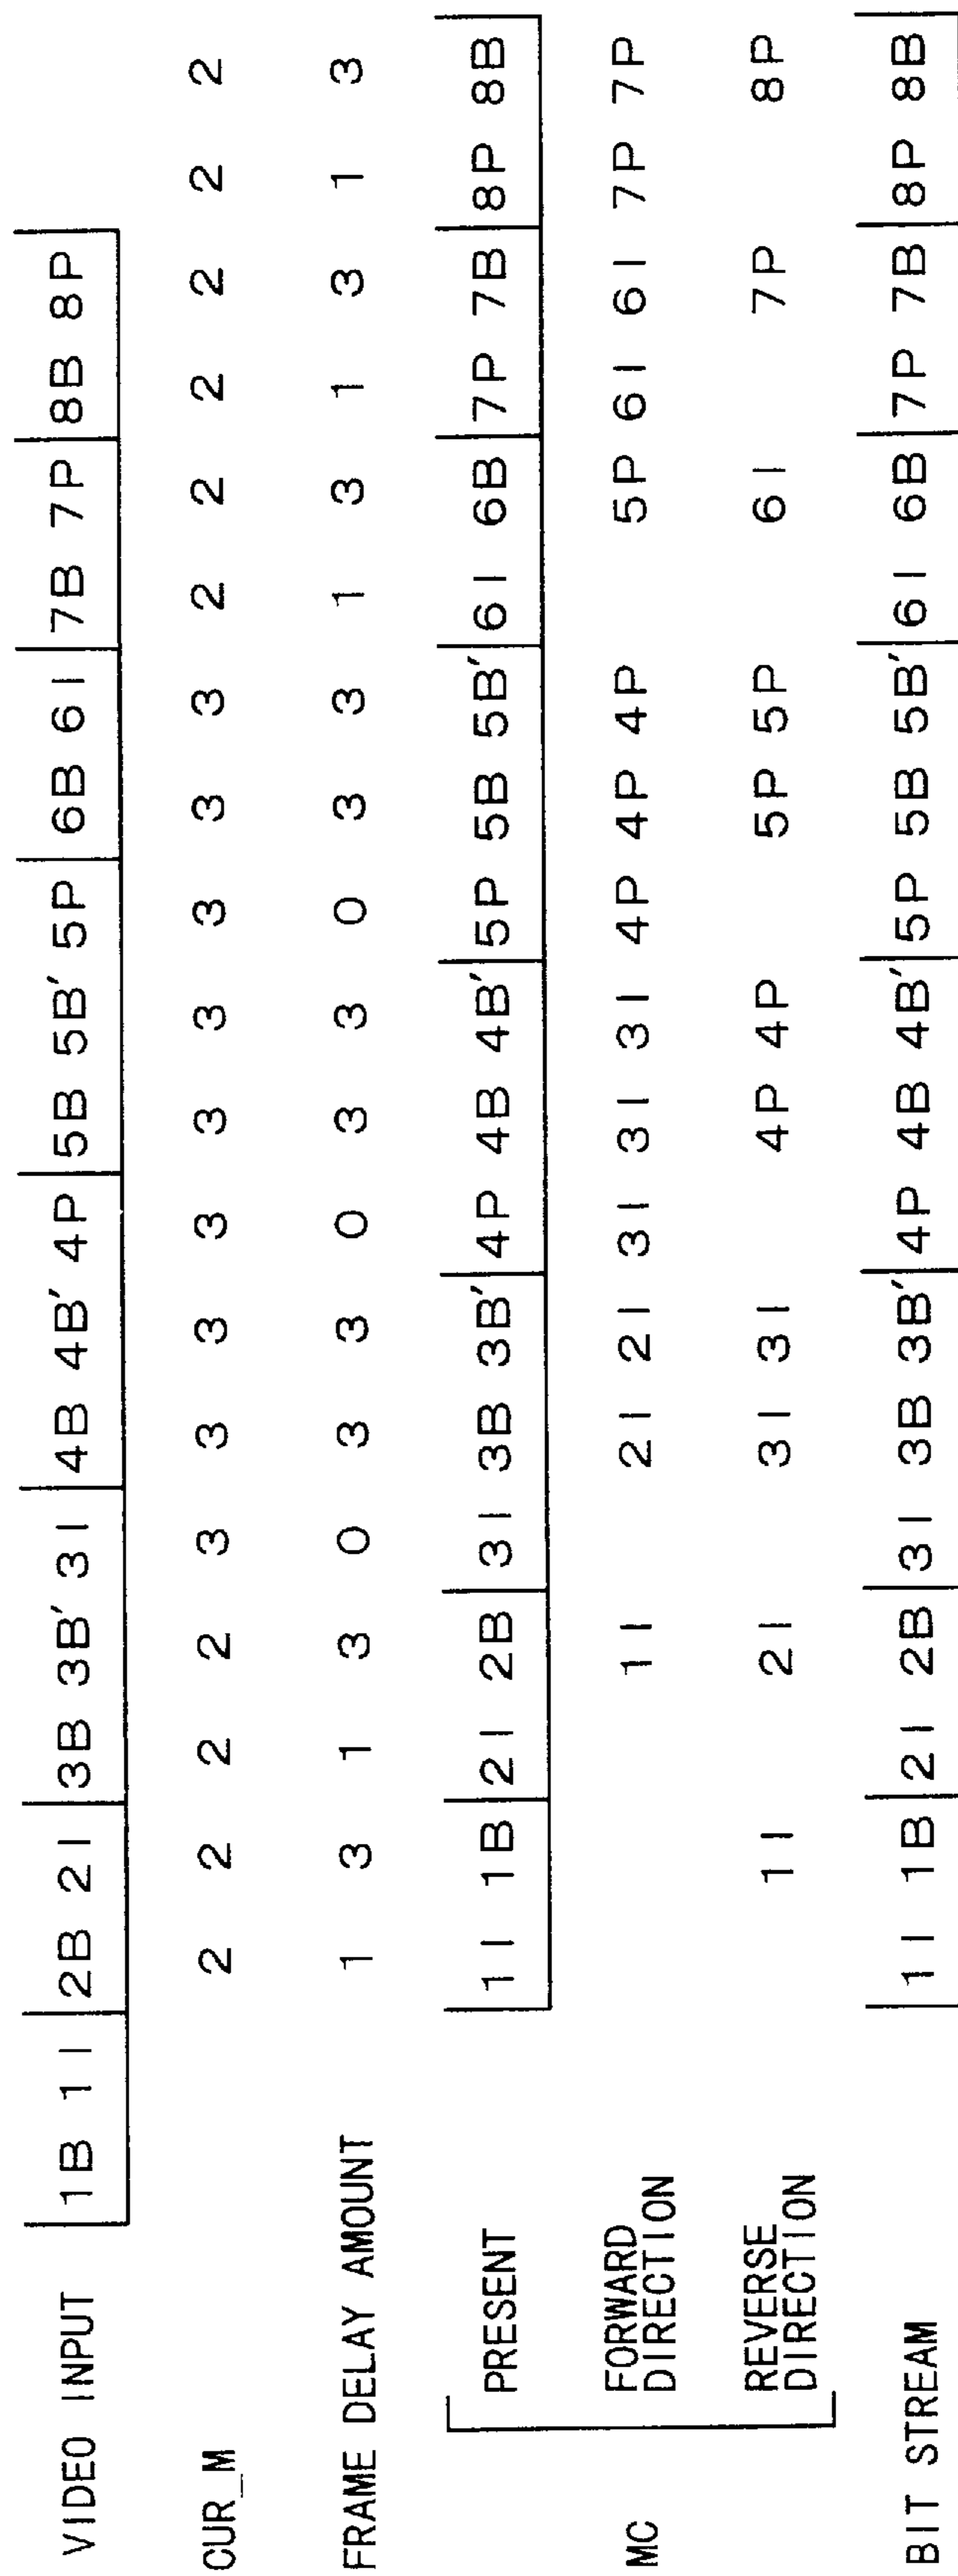 VIDEO INPUT 1B 1I 2B 2I 3B 3B' 3I 4B 4B' 4P 5B 5B' 5P 6B 6I 7B 7P 8B 8P
CUR_M 2 2 2 2 3 3 3 3 3 3 3 3 3 2 2 2 2 2 2
FRAME DELAY AMOUNT 1 3 1 3 0 3 3 0 3 3 0 3 3 1 3 1 3 1 3
MC
PRESENT 1I 1B 2I 2B 3I 3B 3B' 4P 4B 4B' 5P 5B 5B' 6I 6B 7P 7B 8P 8B
FORWARD DIRECTION 1I 2I 2I 3I 3I 3I 4P 4P 4P 5P 6I 6I 7P 7P
REVERSE DIRECTION 1I 2I 3I 3I 4P 4P 5P 5P 6I 7P 8P
BIT STREAM 1I 1B 2I 2B 3I 3B 3B' 4P 4B 4B' 5P 5B 5B' 6I 6B 7P 7B 8P 8B